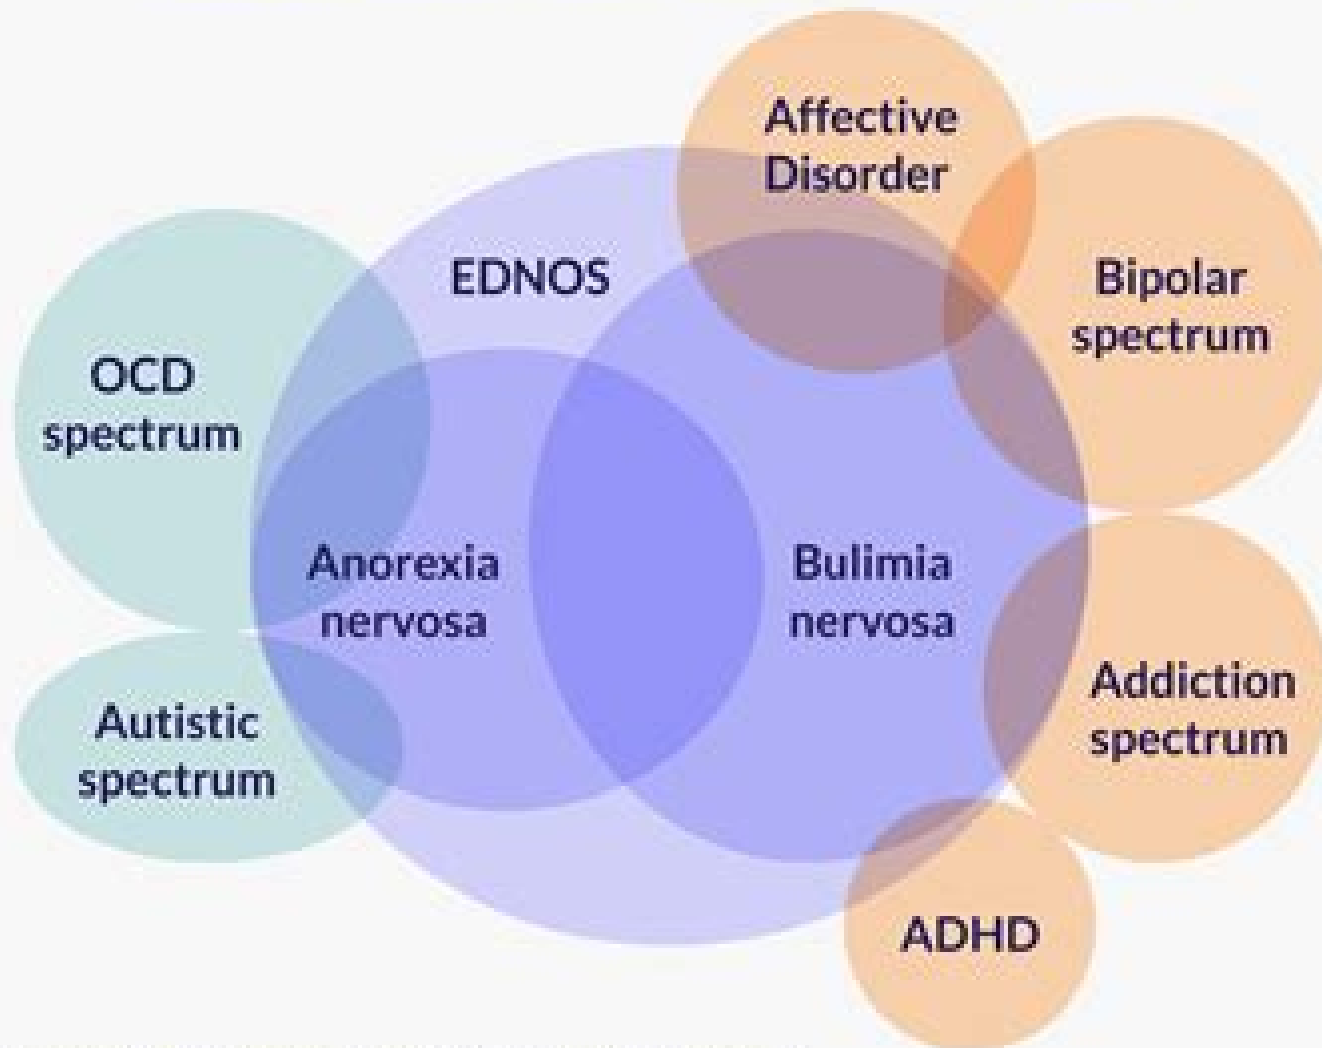 Affective
Disorder
EDNOS
Bipolar
spectrum
OCD
spectrum
Anorexia
nervosa
Bulimia
nervosa
Addiction
spectrum
Autistic
spectrum
ADHD